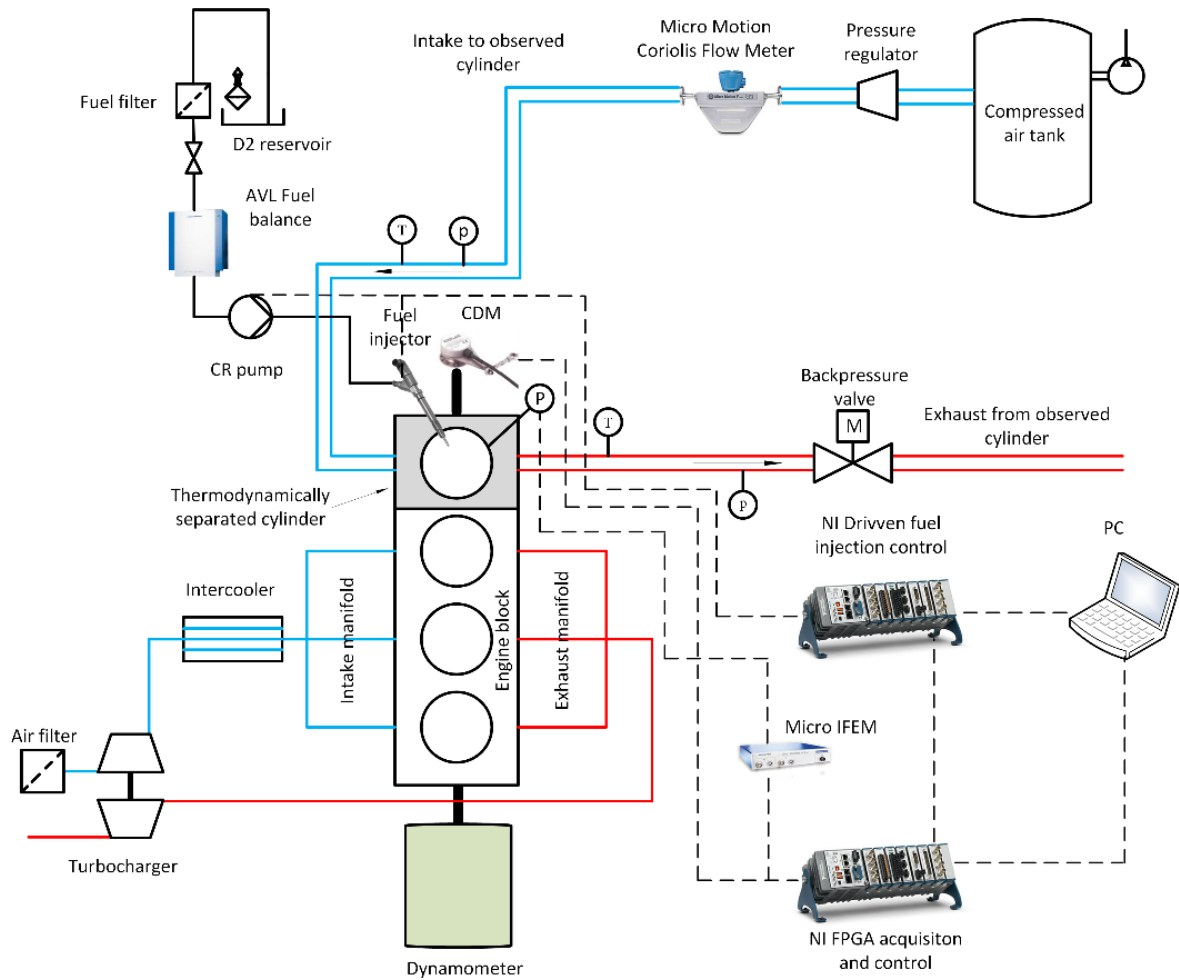 Intake to observed
cylinder
Micro Motion
Coriolis Flow Meter
Pressure
regulator
Compressed
air tank
Fuel filter
D2 reservoir
AVL Fuel
balance
T
p
Fuel
injector
CDM
CR pump
P
Backpressure
valve
M
Exhaust from observed
cylinder
T
P
Thermodynamically
separated cylinder
NI Drivven fuel
injection control
PC
Intercooler
Intake manifold
Engine block
Exhaust manifold
Air filter
Micro IFEM
Turbocharger
Dynamometer
NI FPGA acquisiton
and control